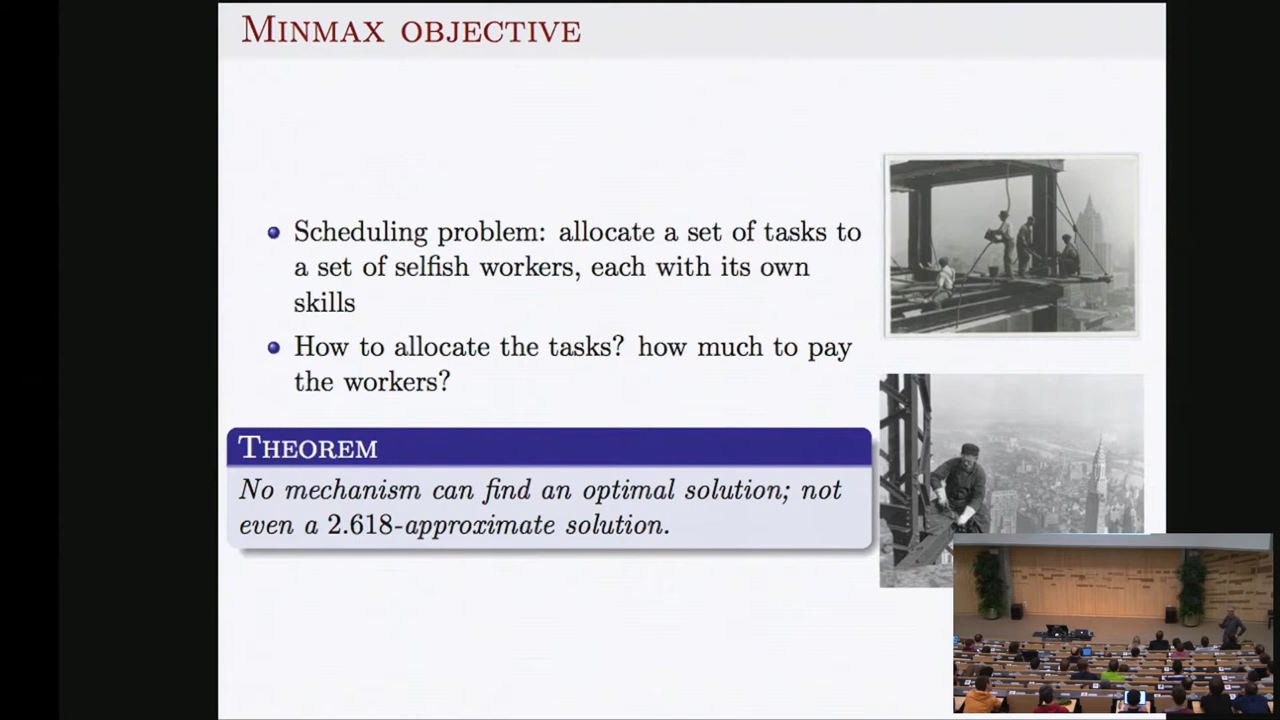 MINMAX OBJECTIVE
Scheduling problem: allocate a set of tasks to
a set of selfish workers, each with its own
skills
How to allocate the tasks? how much to pay
the workers?
THEOREM
No mechanism can find an optimal solution; not
even a 2.618-approximate solution.